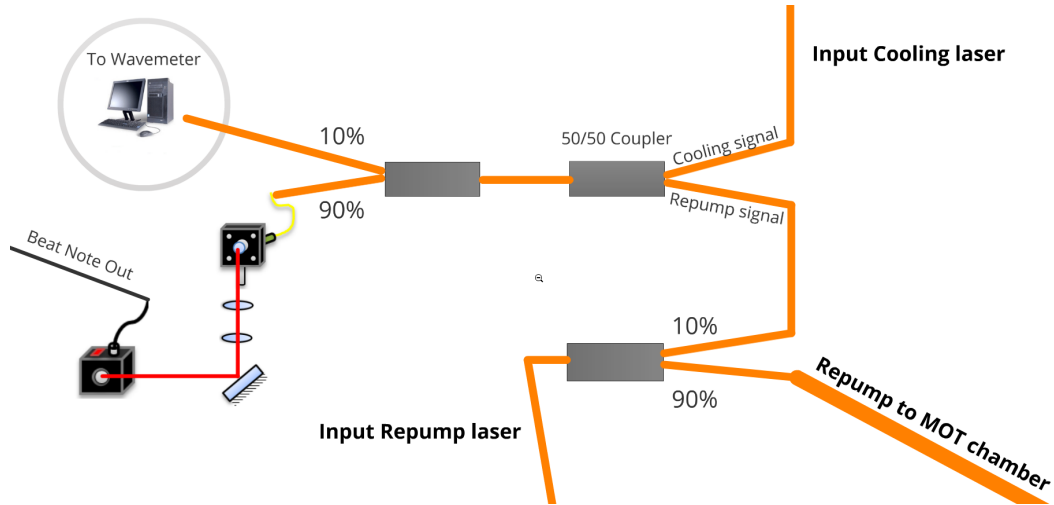 To Wavemeter
Input Cooling laser
10%
50/50 Coupler
Cooling signal
90%
Repump signal
Beat Note Out
10%
90%
Input Repump laser
Repump to MOT chamber